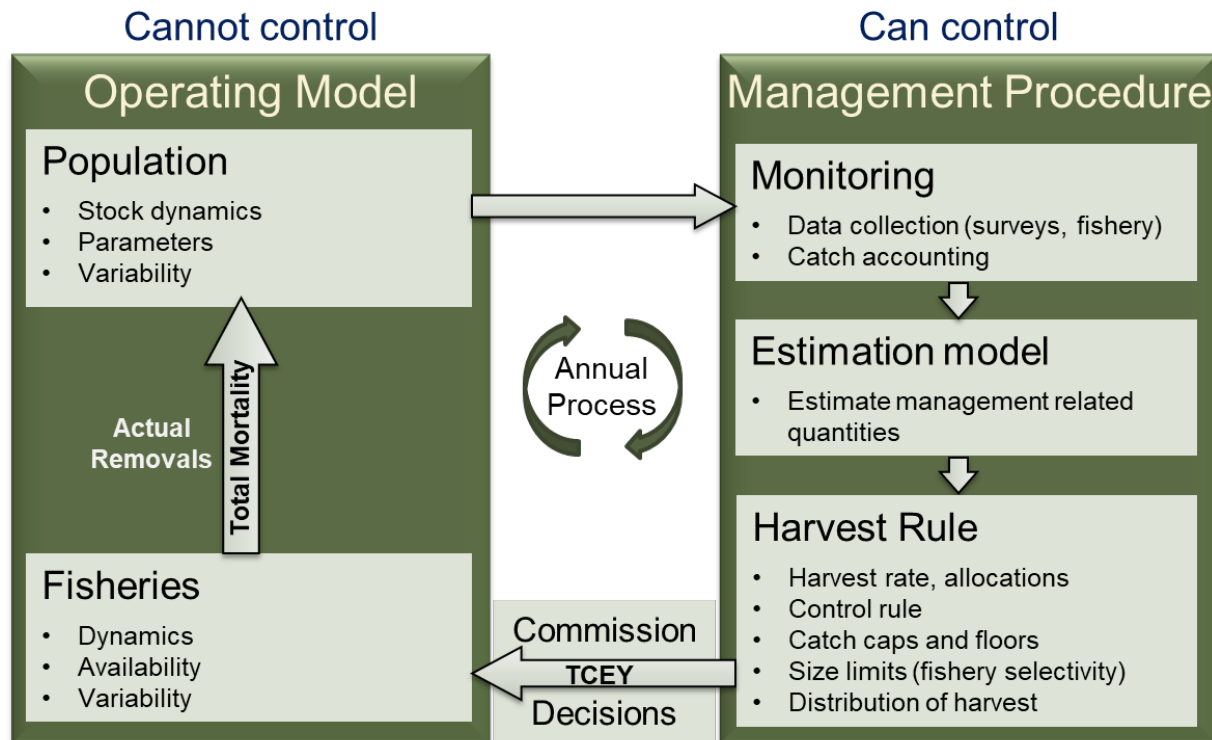 Cannot control
Operating Model
Population
• Stock dynamics
• Parameters
• Variability
Actual
Removals
Total Mortality
Fisheries
• Dynamics
• Availability
• Variability
Annual
Process
Commission
TCEY
Decisions
Can control
Management Procedure
Monitoring
• Data collection (surveys, fishery)
• Catch accounting
Estimation model
• Estimate management related
quantities
Harvest Rule
• Harvest rate, allocations
• Control rule
• Catch caps and floors
• Size limits (fishery selectivity)
• Distribution of harvest